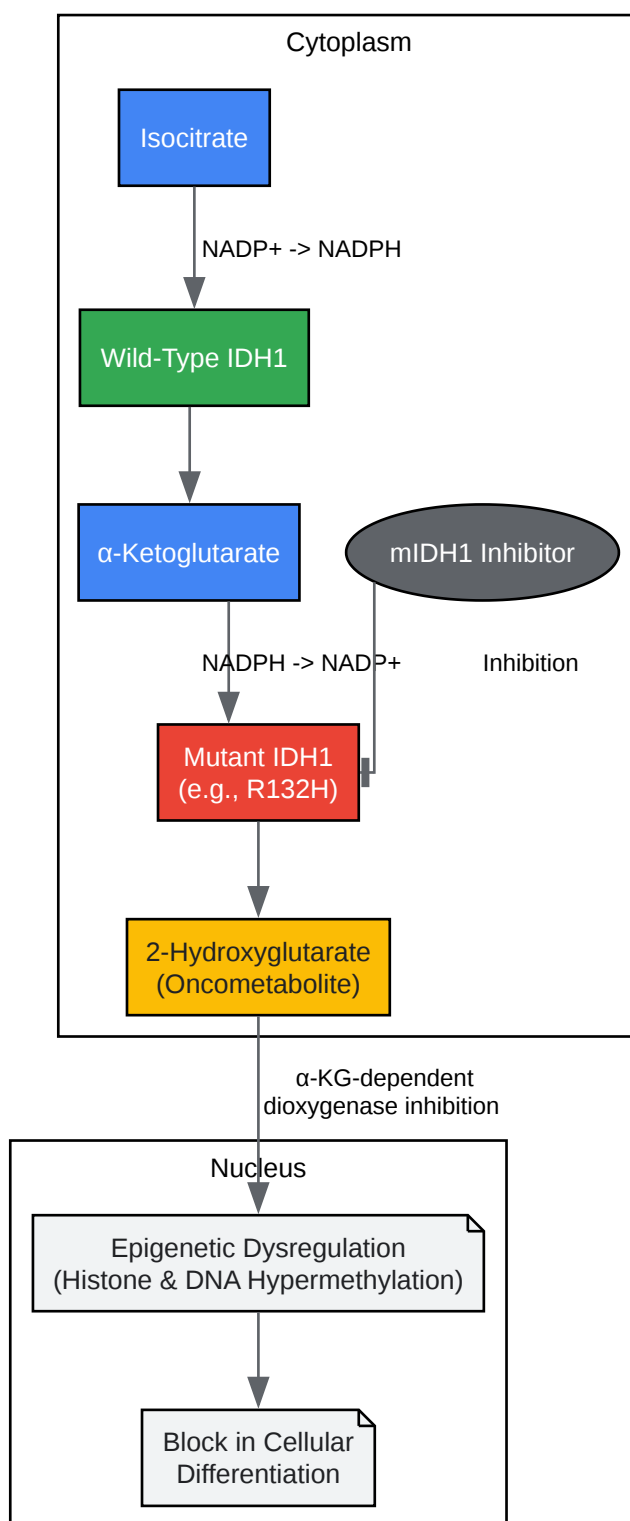 Cytoplasm
Isocitrate
NADP+ -> NADPH
Wild-Type IDH1
α-Ketoglutarate
mIDH1 Inhibitor
NADPH -> NADP+
Inhibition
Mutant IDH1
(e.g., R132H)
2-Hydroxyglutarate
(Oncometabolite)
α-KG-dependent
dioxygenase inhibition
Nucleus
Epigenetic Dysregulation
(Histone & DNA Hypermethylation)
Block in Cellular
Differentiation